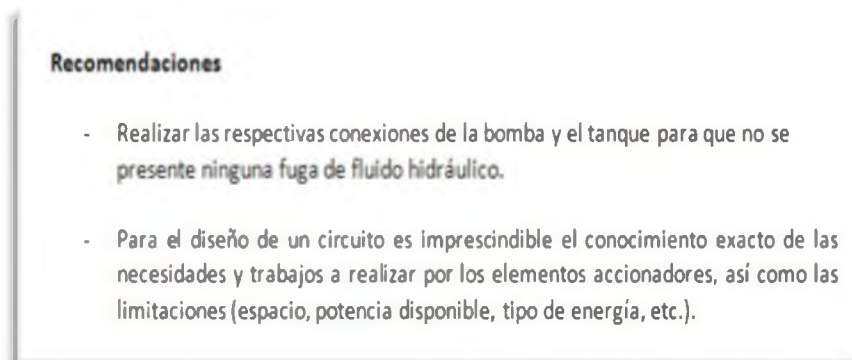 Recomendaciones
- Realizar las respectivas conexiones de la bomba y el tanque para que no se
presente ninguna fuga de fluido hidráulico.
- Para el diseño de un circuito es imprescindible el conocimiento exacto de las
necesidades y trabajos a realizar por los elementos accionadores, así como las
limitaciones (espacio, potencia disponible, tipo de energía, etc.).